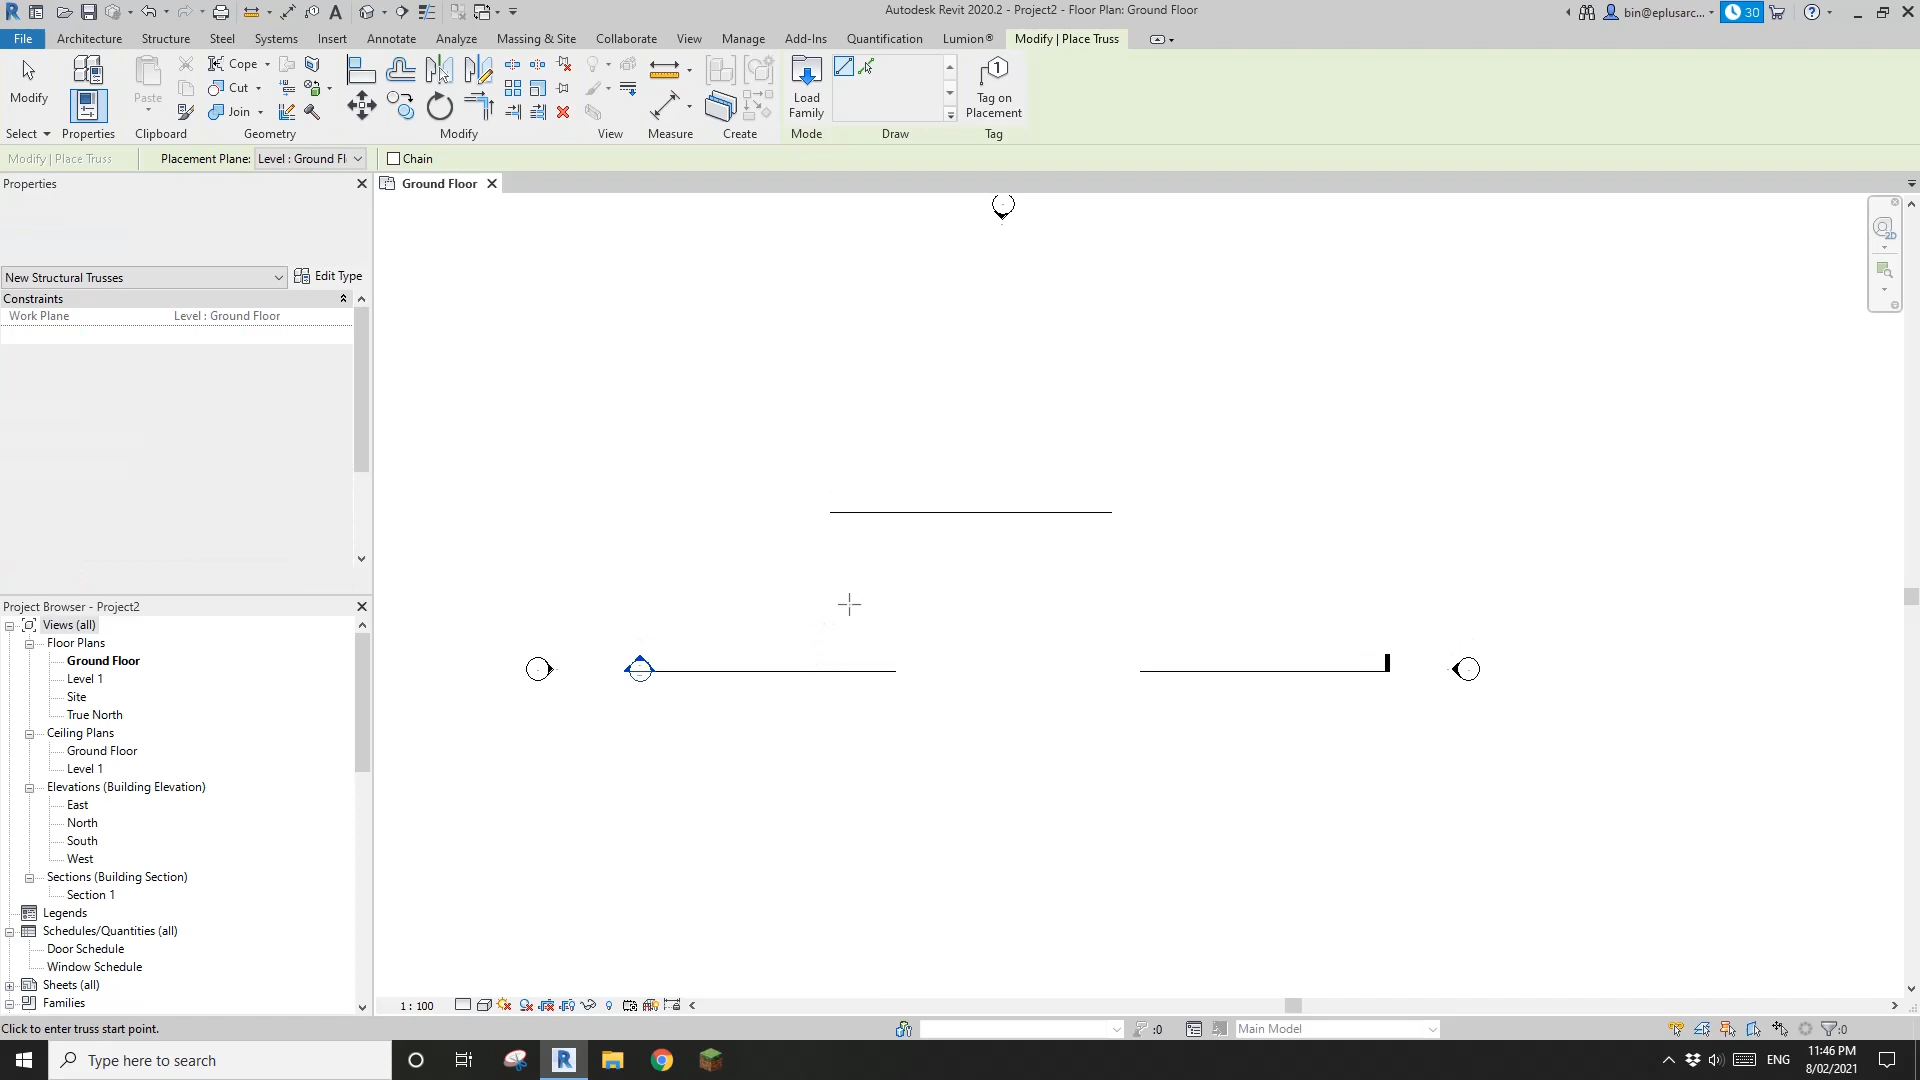 Autodesk Revit 2020.2 - Project2 - Floor Plan: Ground Floor
bin@eplusarc...
30
File Architecture Structure Steel Systems Insert Annotate Analyze Massing & Site Collaborate View Manage Add-Ins Quantification Lumion® Modify | Place Truss
Modify
Select
Properties
Paste
Clipboard
Cope
Cut
Join
Geometry
Modify
View
Measure
Create
Load
Family
Mode
Draw
Tag on
Placement
Tag
Modify | Place Truss
Placement Plane: Level : Ground Fl
Chain
Properties
Ground Floor
New Structural Trusses
Edit Type
Constraints
Work Plane Level : Ground Floor
Project Browser - Project2
Views (all)
Floor Plans
Ground Floor
Level 1
Site
True North
Ceiling Plans
Ground Floor
Level 1
Elevations (Building Elevation)
East
North
South
West
Sections (Building Section)
Section 1
Legends
Schedules/Quantities (all)
Door Schedule
Window Schedule
Sheets (all)
Families
2D
1 : 100
Click to enter truss start point.
:0
Main Model
:0
Type here to search
ENG
11:46 PM
8/02/2021